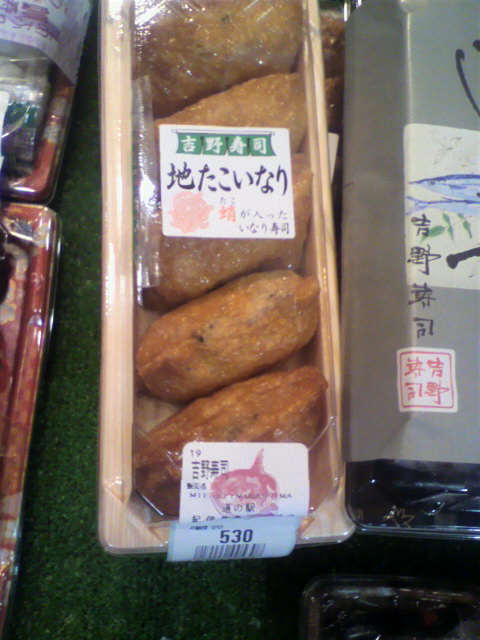 吉野寿司
地たこいなり
たこ
蛸が入った
いなり寿司
19
吉野寿司
道の駅
530
吉野寿司
吉野
寿司